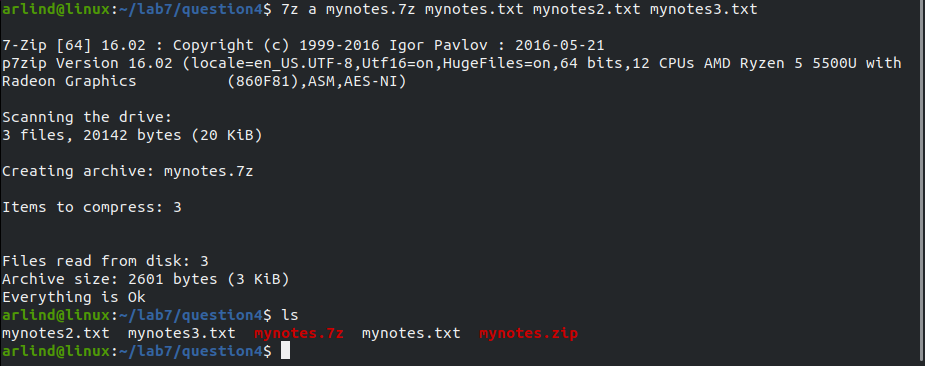 arlind@linux:~/lab7/question4$ 7z a mynotes.7z mynotes.txt mynotes2.txt mynotes3.txt
7-Zip [64] 16.02 : Copyright (c) 1999-2016 Igor Pavlov : 2016-05-21
p7zip Version 16.02 (locale=en_US.UTF-8,Utf16=on,HugeFiles=on,64 bits,12 CPUs AMD Ryzen 5 5500U with
Radeon Graphics          (860F81),ASM,AES-NI)
Scanning the drive:
3 files, 20142 bytes (20 KiB)
Creating archive: mynotes.7z
Items to compress: 3
Files read from disk: 3
Archive size: 2601 bytes (3 KiB)
Everything is Ok
arlind@linux:~/lab7/question4$ ls
mynotes2.txt  mynotes3.txt  mynotes.7z  mynotes.txt  mynotes.zip
arlind@linux:~/lab7/question4$